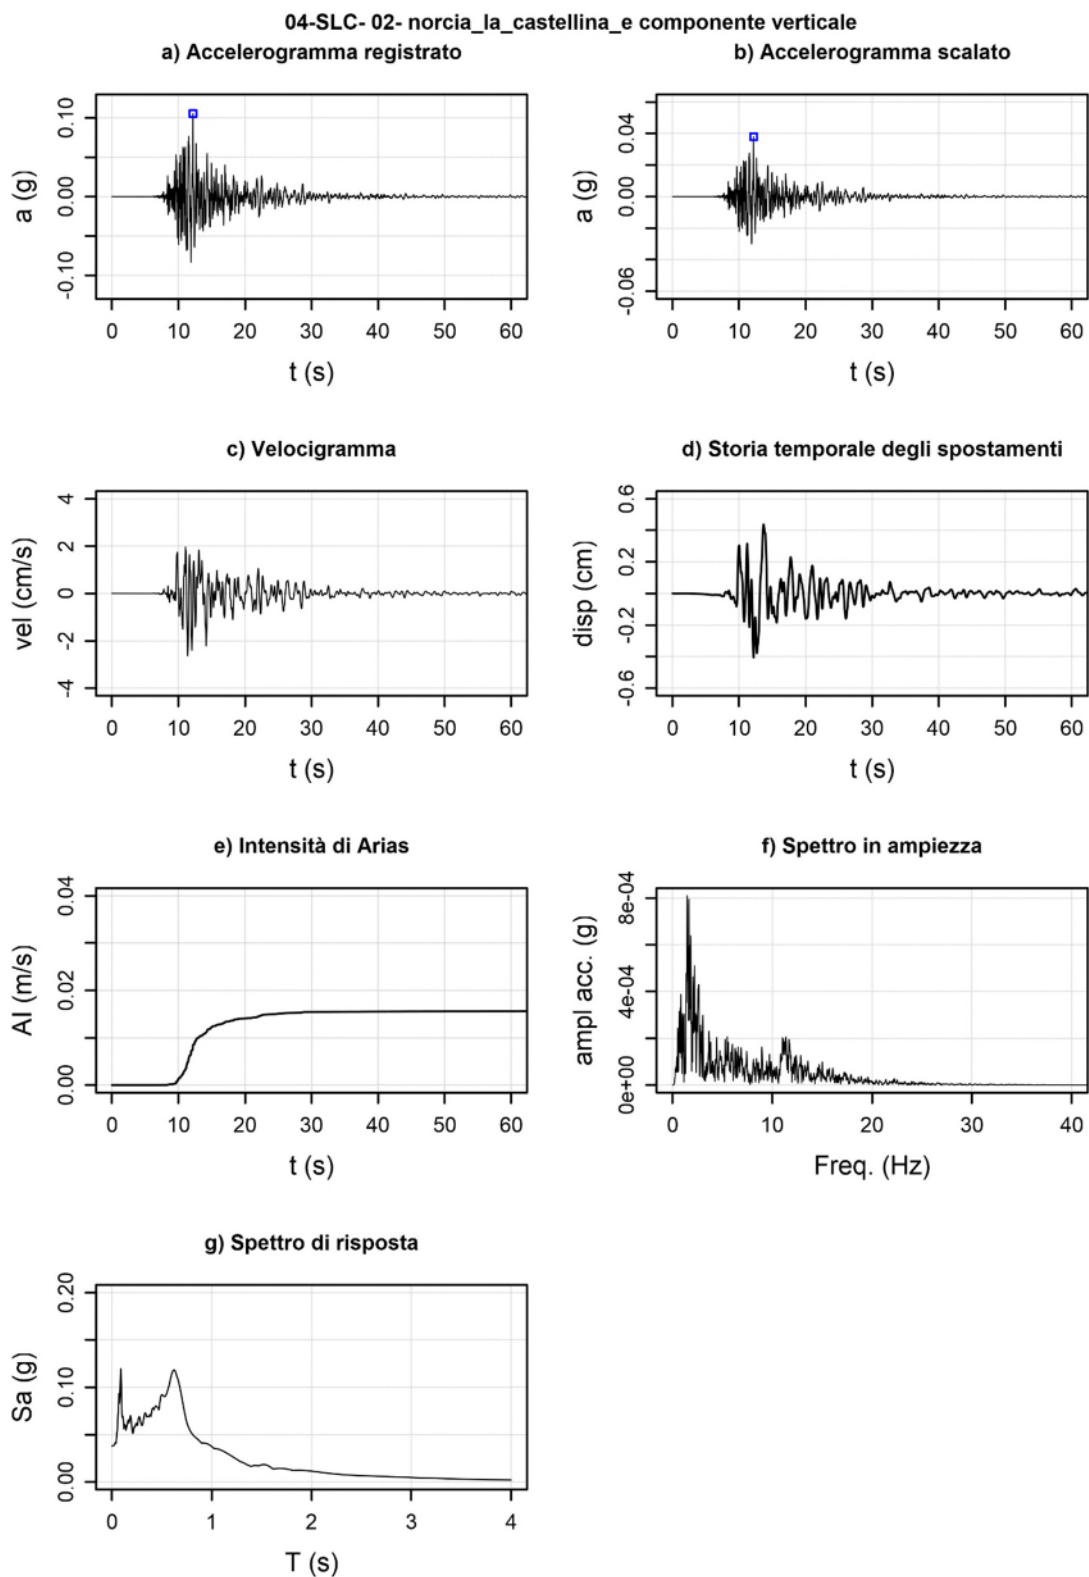 04-SLC- 02- norcia_la_castellina_e componente verticale
a) Accelerogramma registrato
a (g)
0.10
0.00
-0.10
0 10 20 30 40 50 60
t (s)
b) Accelerogramma scalato
a (g)
0.04
0.00
-0.06
0 10 20 30 40 50 60
t (s)
c) Velocigramma
vel (cm/s)
4
2
0
-2
-4
0 10 20 30 40 50 60
t (s)
d) Storia temporale degli spostamenti
disp (cm)
0.6
0.2
-0.2
-0.6
0 10 20 30 40 50 60
t (s)
e) Intensità di Arias
AI (m/s)
0.04
0.02
0.00
0 10 20 30 40 50 60
t (s)
f) Spettro in ampiezza
ampl acc. (g)
8e-04
4e-04
0e+00
0 10 20 30 40
Freq. (Hz)
g) Spettro di risposta
Sa (g)
0.20
0.10
0.00
0 1 2 3 4
T (s)